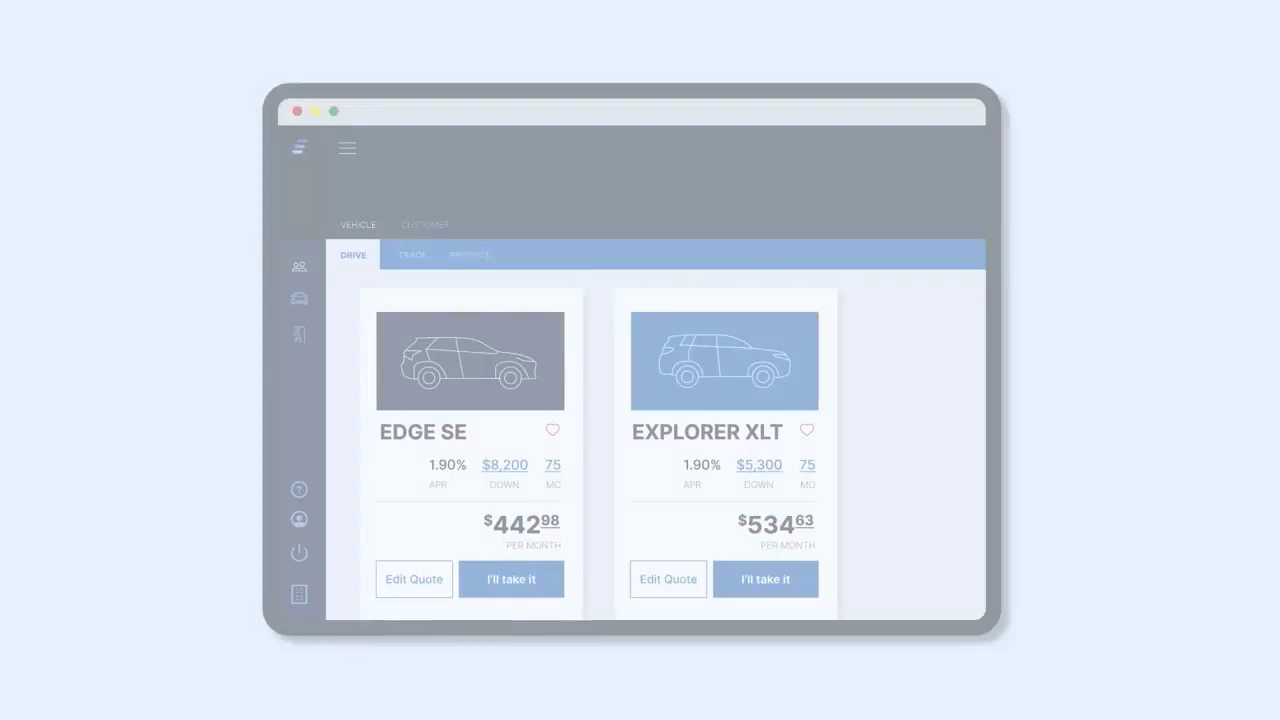 VEHICLE CUSTOMER
DRIVE TRADE PROTECT
EDGE SE
1.90% $8,200 75
APR DOWN MO
$44298
PER MONTH
Edit Quote I'll take it
EXPLORER XLT
1.90% $5,300 75
APR DOWN MO
$53463
PER MONTH
Edit Quote I'll take it